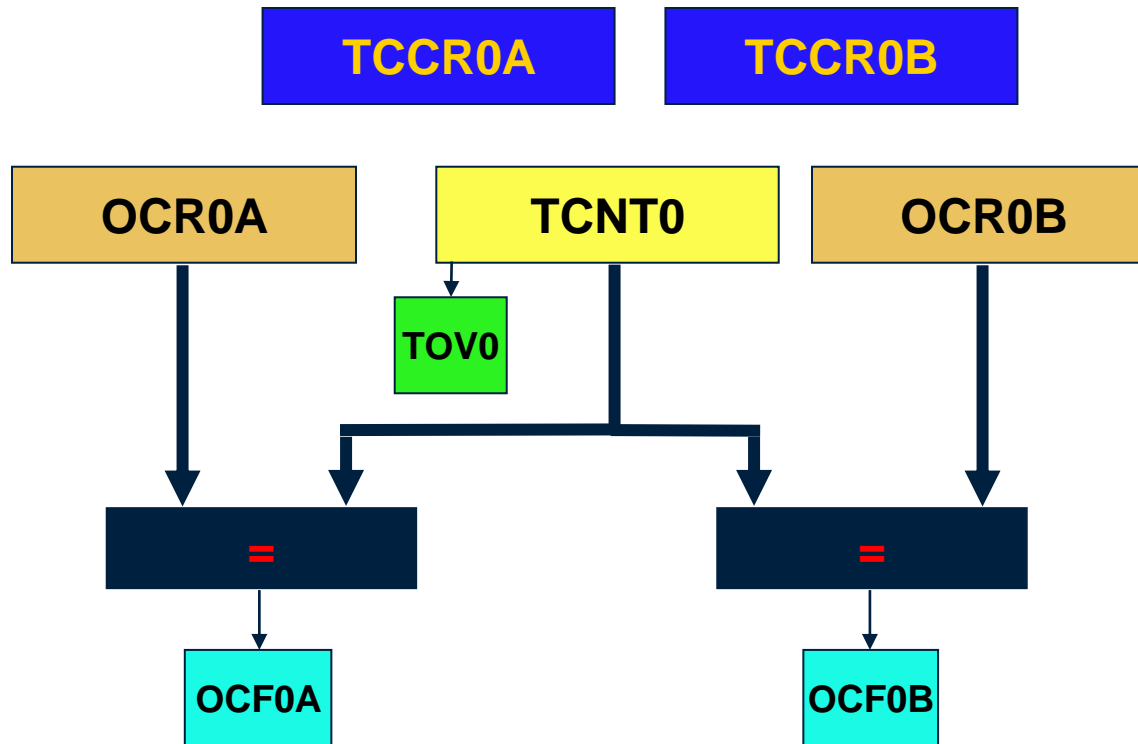 TCCR0A
TCCR0B
OCR0A
TCNT0
OCR0B
TOV0
=
=
OCF0A
OCF0B